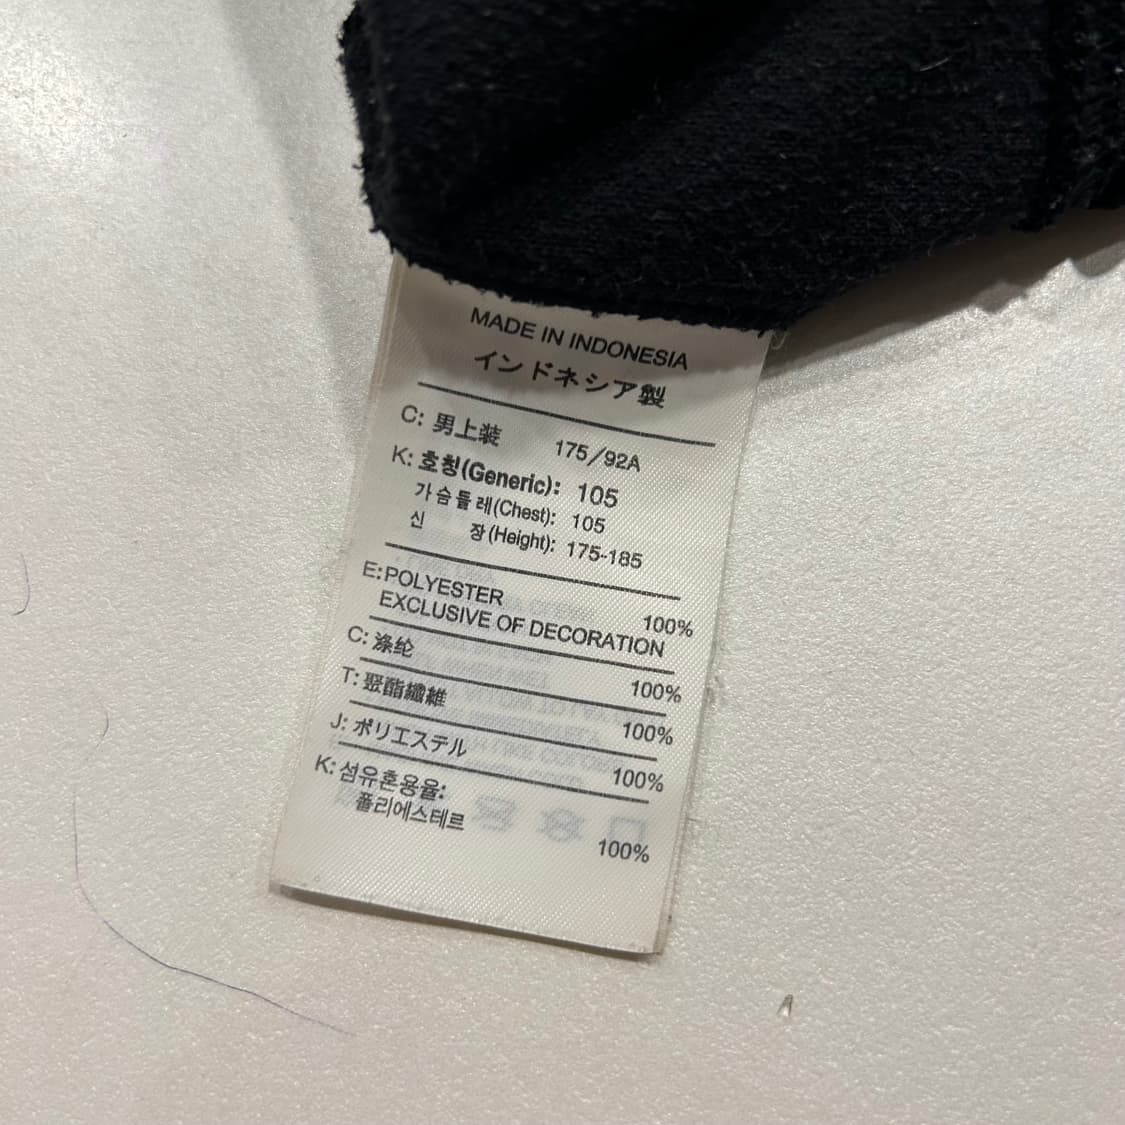 MADE IN INDONESIA
インドネシア製
C: 男上装 175/92A
K: 호칭(Generic): 105
가슴둘레(Chest): 105
신 장(Height): 175-185
E: POLYESTER 100%
EXCLUSIVE OF DECORATION
C: 涤纶 100%
T: 聚酯纖維 100%
J: ポリエステル 100%
K: 섬유혼용율:
폴리에스테르 100%